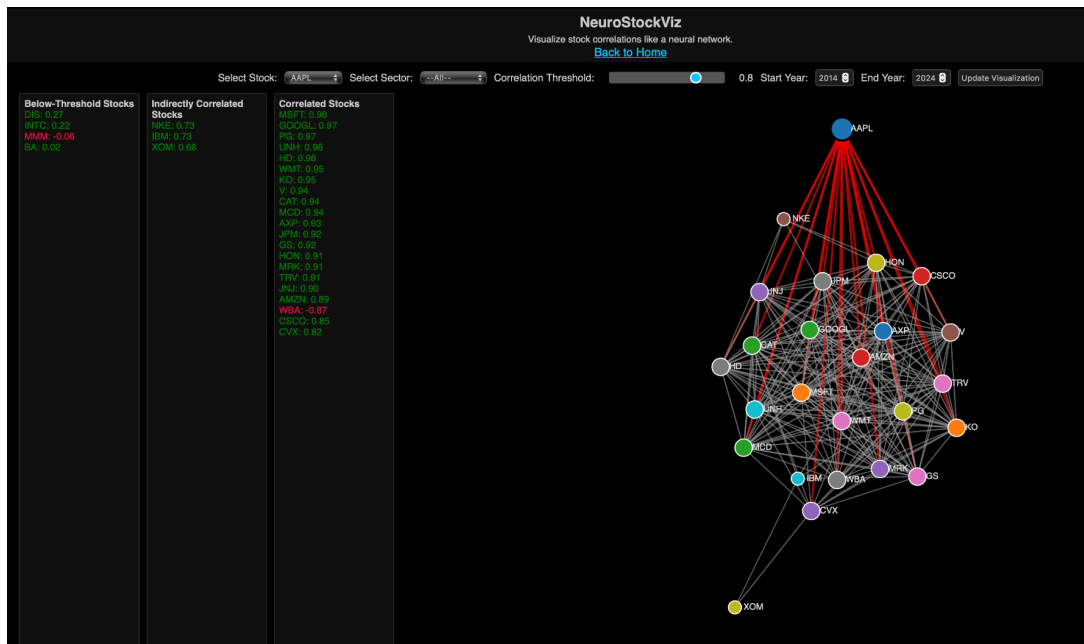 NeuroStockViz
Visualize stock correlations like a neural network.
Back to Home
Select Stock: AAPL Select Sector: --All-- Correlation Threshold: 0.8 Start Year: 2014 End Year: 2024 Update Visualization
Below-Threshold Stocks
DIS: 0.27
INTC: 0.22
MMM: -0.06
BA: 0.02
Indirectly Correlated
Stocks
NKE: 0.73
IBM: 0.73
XOM: 0.68
Correlated Stocks
MSFT: 0.98
GOOGL: 0.97
PG: 0.97
UNH: 0.96
HD: 0.96
WMT: 0.95
KO: 0.95
V: 0.94
CAT: 0.94
MCD: 0.94
AXP: 0.93
JPM: 0.92
GS: 0.92
HON: 0.91
MRK: 0.91
TRV: 0.91
JNJ: 0.90
AMZN: 0.89
WBA: -0.87
CSCO: 0.85
CVX: 0.82
AAPL
NKE
HON
CSCO
JPM
JNJ
GOOGL
AXP
V
CAT
AMZN
HD
TRV
MSFT
UNH
PG
WMT
KO
MCD
MRK
GS
IBM
WBA
CVX
XOM